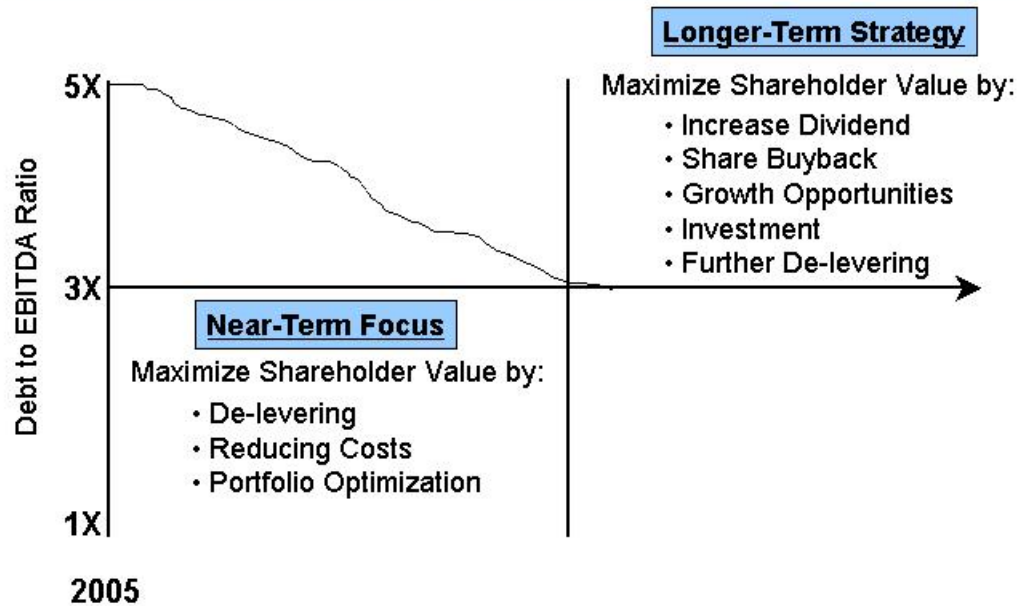 Longer-Term Strategy
Maximize Shareholder Value by:
• Increase Dividend
• Share Buyback
• Growth Opportunities
• Investment
• Further De-levering
5X
3X
1X
Debt to EBITDA Ratio
Near-Term Focus
Maximize Shareholder Value by:
• De-levering
• Reducing Costs
• Portfolio Optimization
2005